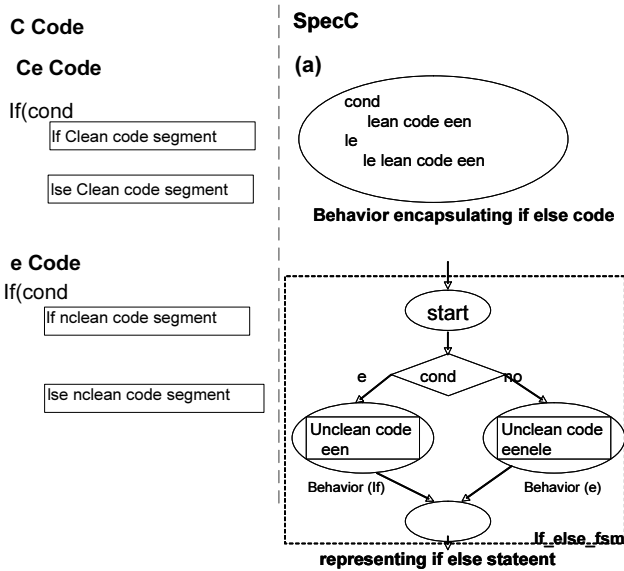 C Code
Ce Code
If(cond
If Clean code segment
lse Clean code segment
e Code
If(cond
If nclean code segment
lse nclean code segment
SpecC
(a)
cond
lean code een
le
le lean code een
Behavior encapsulating if else code
start
e
cond
no
Unclean code
een
Unclean code
eenele
Behavior (If)
Behavior (e)
If_else_fsm
representing if else stateent